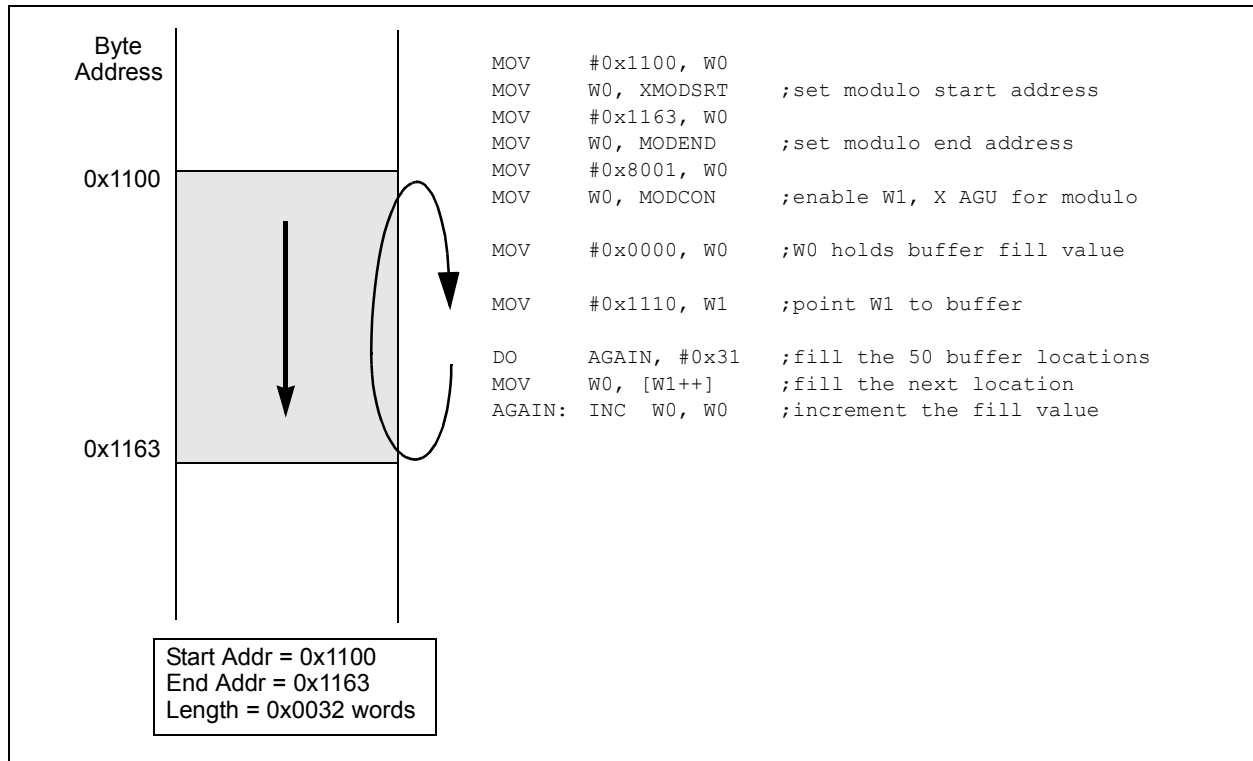 Byte
Address
0x1100
0x1163
MOV #0x1100, W0
MOV W0, XMODSRT ;set modulo start address
MOV #0x1163, W0
MOV W0, MODEND ;set modulo end address
MOV #0x8001, W0
MOV W0, MODCON ;enable W1, X AGU for modulo
MOV #0x0000, W0 ;W0 holds buffer fill value
MOV #0x1110, W1 ;point W1 to buffer
DO AGAIN, #0x31 ;fill the 50 buffer locations
MOV W0, [W1++] ;fill the next location
AGAIN: INC W0, W0 ;increment the fill value
Start Addr = 0x1100
End Addr = 0x1163
Length = 0x0032 words